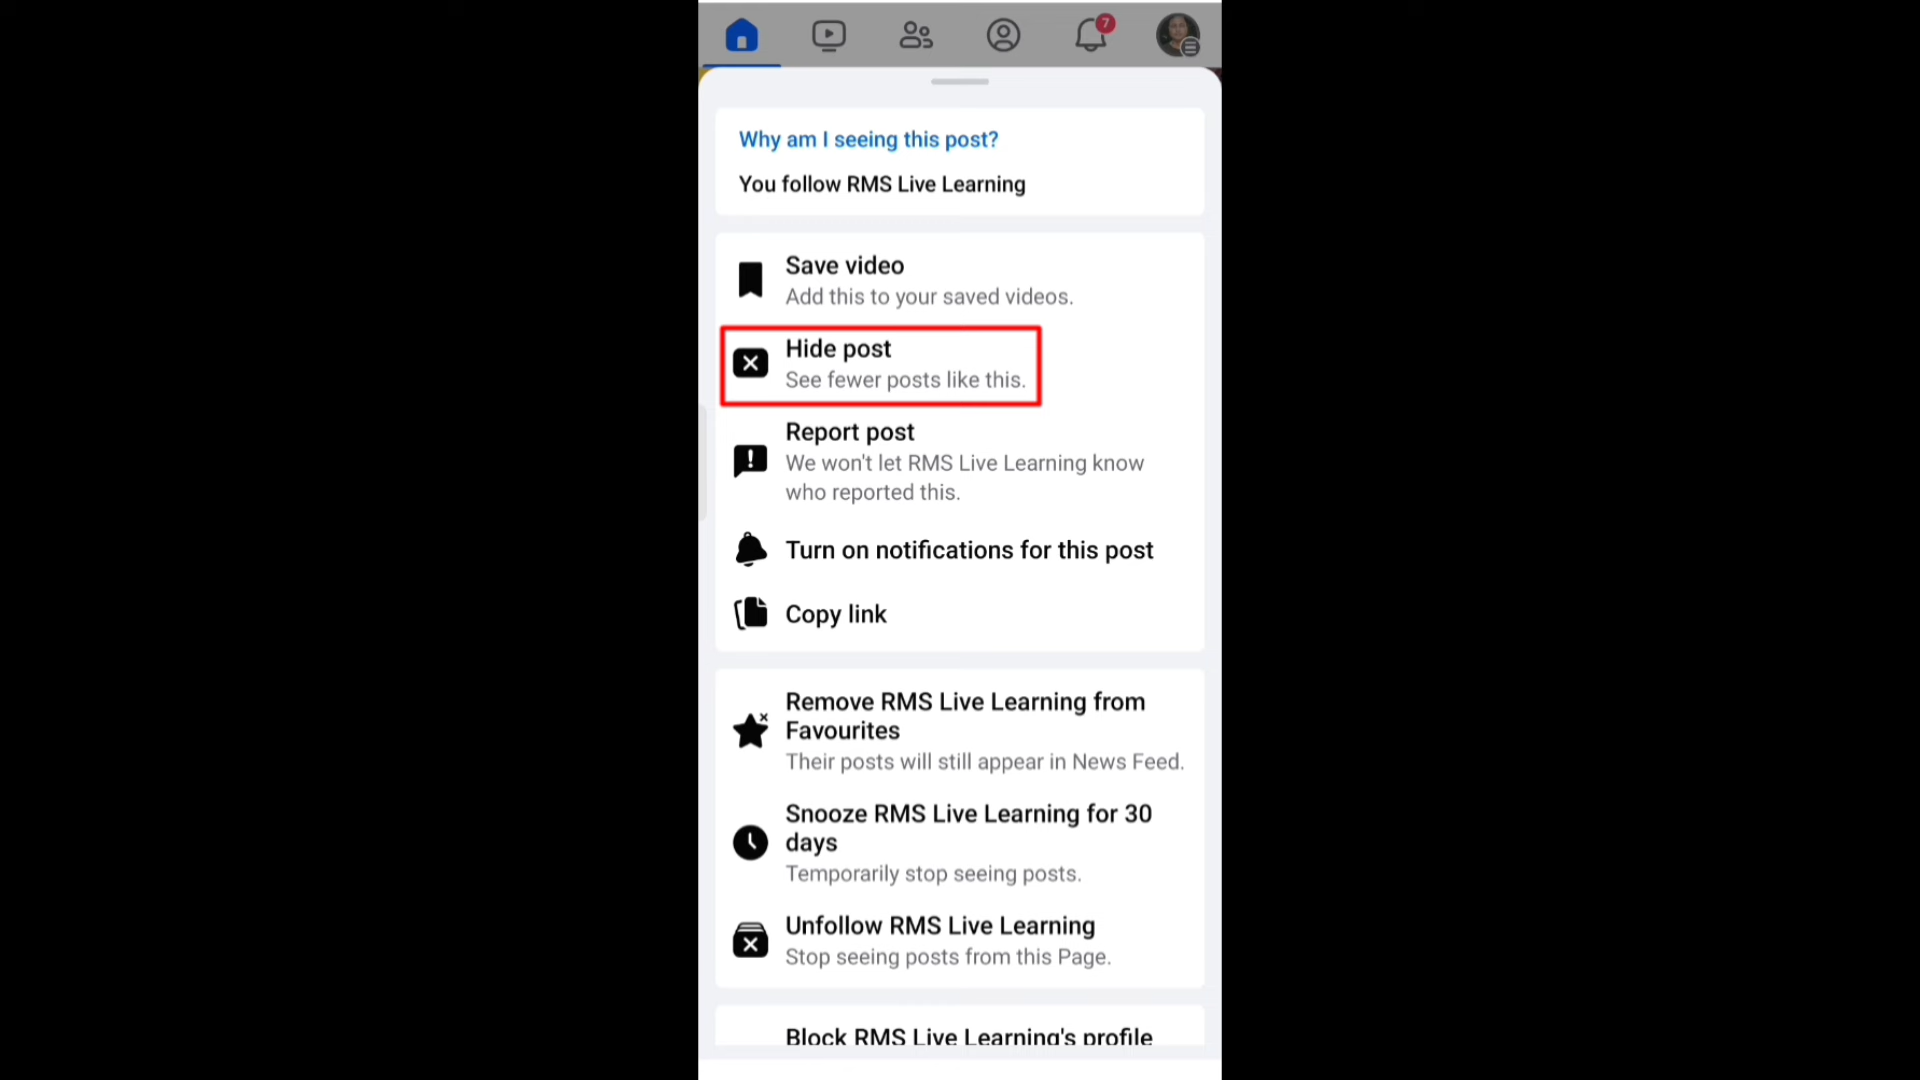 7
Why am I seeing this post?
You follow RMS Live Learning
Save video
Add this to your saved videos.
Hide post
See fewer posts like this.
Report post
We won't let RMS Live Learning know
who reported this.
Turn on notifications for this post
Copy link
Remove RMS Live Learning from
Favourites
Their posts will still appear in News Feed.
Snooze RMS Live Learning for 30
days
Temporarily stop seeing posts.
Unfollow RMS Live Learning
Stop seeing posts from this Page.
Block RMS Live Learning's profile